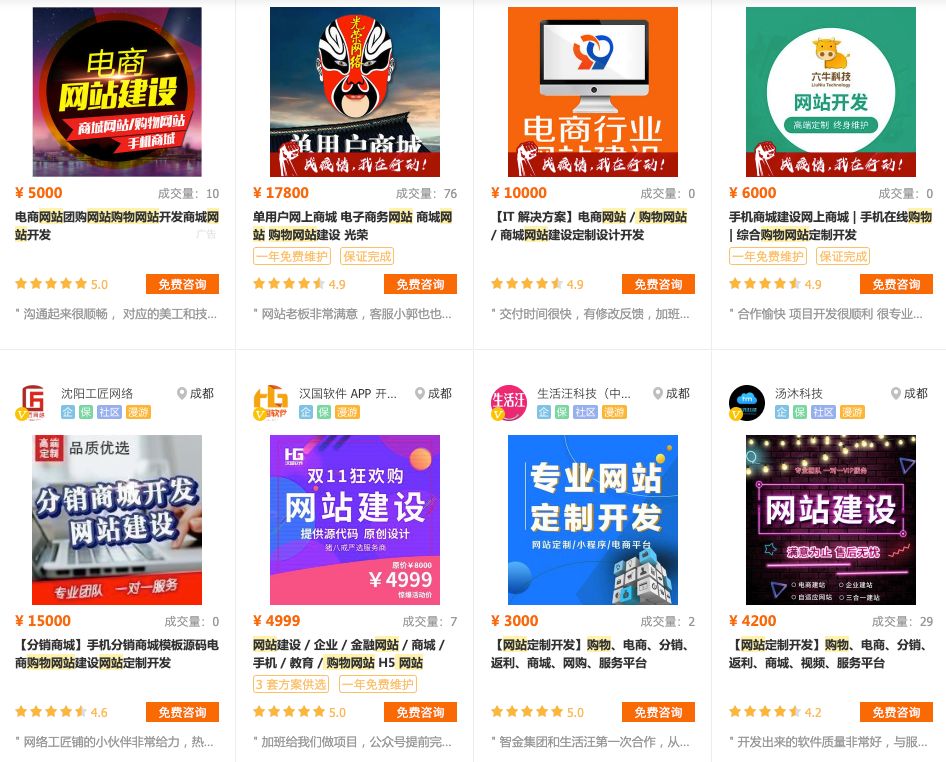 电商
网站建设
商城网站/购物网站
手机商城
¥ 5000
成交量: 10
电商网站团购网站购物网站开发商城网
站开发
广告
5.0
免费咨询
" 沟通起来很顺畅 ，对应的美工和技...
光荣网络
单用户网上商城
战疫情，我在行动！
¥ 17800
成交量: 76
单用户网上商城 电子商务网站 商城网
站 购物网站建设 光荣
一年免费维护
保证完成
4.9
免费咨询
" 网站老板非常满意，客服小郭也也...
电商行业
网站建设
战疫情，我在行动！
¥ 10000
成交量: 0
【IT 解决方案】电商网站 / 购物网站
/ 商城网站建设定制设计开发
4.9
免费咨询
" 交付时间很快，有修改反馈，加班...
六牛科技
LiuNiu Technology
网站开发
高端定制 终身维护
战疫情，我在行动！
¥ 6000
成交量: 0
手机商城建设网上商城 | 手机在线购物
| 综合购物网站定制开发
一年免费维护
保证完成
4.9
免费咨询
" 合作愉快 项目开发很顺利 很专业...
沈阳工匠网络
成都
企 保 社区 漫游
高端定制
品质优选
分销商城开发
网站建设
专业团队 一对一服务
¥ 15000
成交量: 0
【分销商城】手机分销商城模板源码电
商购物网站建设网站定制开发
4.6
免费咨询
" 网络工匠铺的小伙伴非常给力，热...
汉国软件 APP 开...
成都
企 保 漫游
HG
汉国软件
双11狂欢购
网站建设
提供源代码 原创设计
猪八戒严选服务商
原价¥8000
¥4999
惊爆活动价
¥ 4999
成交量: 7
网站建设 / 企业 / 金融网站 / 商城 /
手机 / 教育 / 购物网站 H5 网站
3 套方案供选
一年免费维护
5.0
免费咨询
" 加班给我们做项目，公众号提前完...
生活汪
生活汪科技（中...
成都
企 保 社区 漫游
专业网站
定制开发
网站定制/小程序/电商平台
¥ 3000
成交量: 2
【网站定制开发】购物、电商、分销、
返利、商城、网购、服务平台
5.0
免费咨询
" 智金集团和生活汪第一次合作，从...
汤沐科技
成都
企 保 社区 漫游
专业团队 一对一VIP服务
网站建设
满意为止 售后无忧
电商建站
企业建站
自适应网站
三合一建站
¥ 4200
成交量: 29
【网站定制开发】购物、电商、分销、
返利、商城、视频、服务平台
4.2
免费咨询
" 开发出来的软件质量非常好，与服...